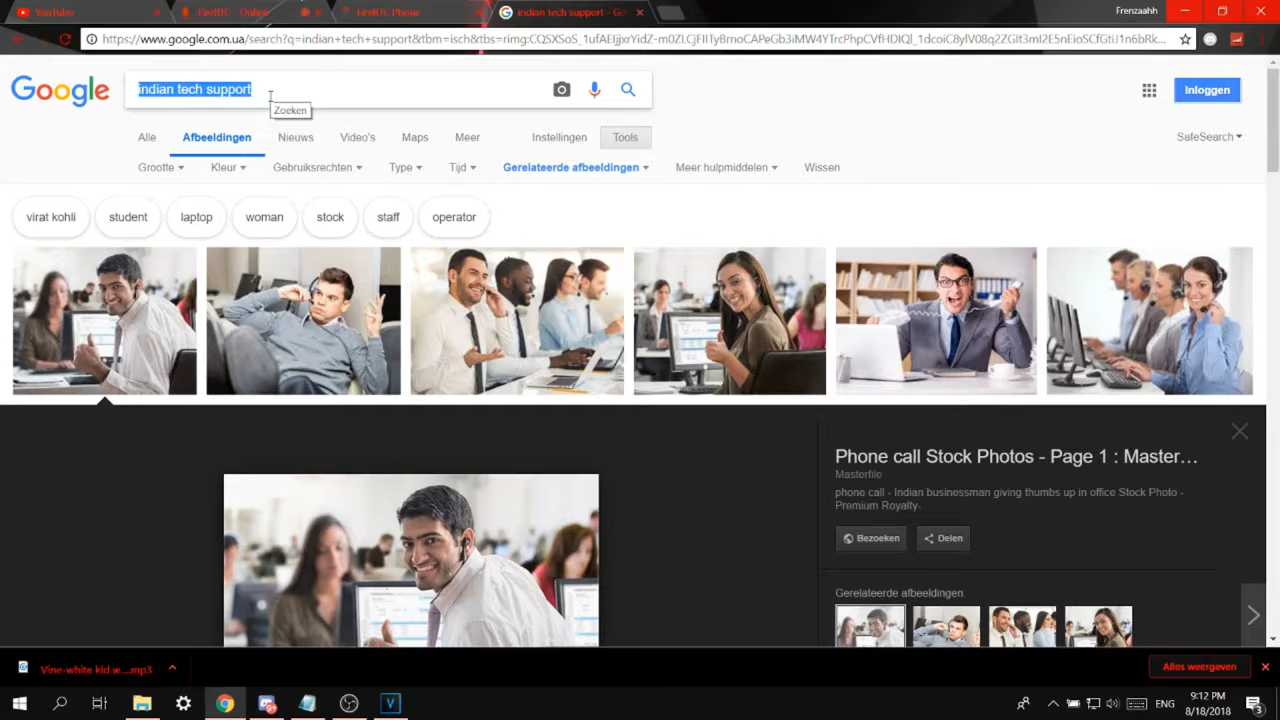 YouTube
FireRTC - Online
FireRTC Phone
indian tech support - Go
Frenzaahh
https://www.google.com.ua/search?q=indian+tech+support&tbm=isch&tbs=rimg:
Google
indian tech support
Zoeken
Inloggen
Alle
Afbeeldingen
Nieuws
Video's
Maps
Meer
Instellingen
Tools
SafeSearch
Grootte
Kleur
Gebruiksrechten
Type
Tijd
Gerelateerde afbeeldingen
Meer hulpmiddelen
Wissen
virat kohli
student
laptop
woman
stock
staff
operator
Phone call Stock Photos - Page 1 : Master...
Masterfile
phone call - Indian businessman giving thumbs up in office Stock Photo -
Premium Royalty-
Bezoeken
Delen
Gerelateerde afbeeldingen:
Vine-white kid w....mp3
Alles weergeven
ENG
9:12 PM
8/18/2018
3